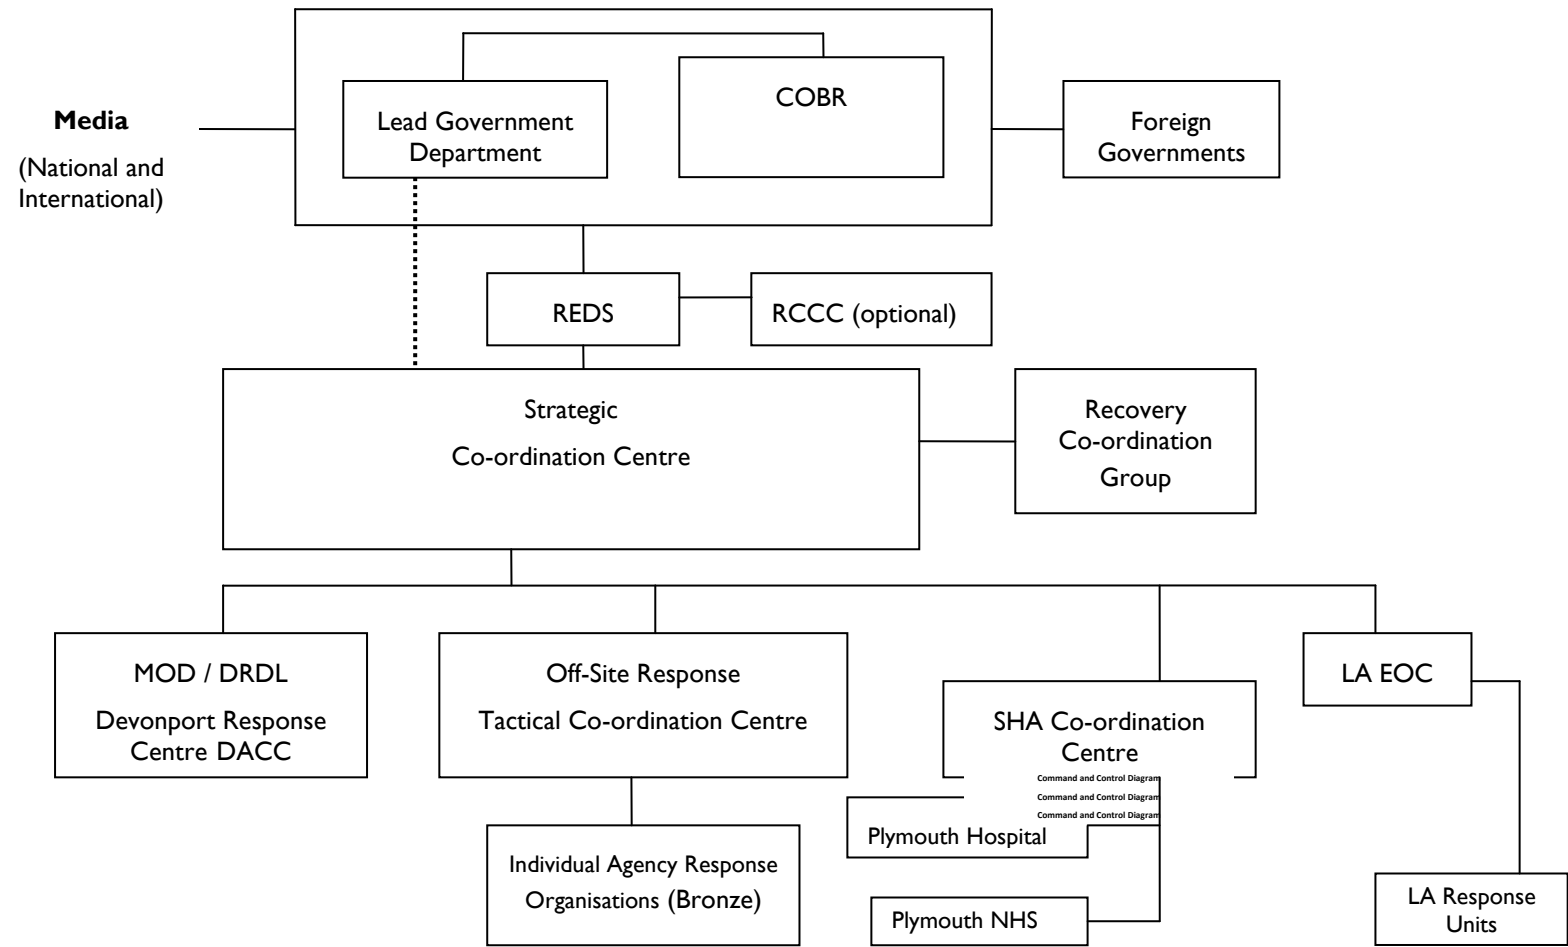 COBR
Lead Government
Department
Media
(National and
International)
Foreign
Governments
REDS
RCCC (optional)
Strategic
Co-ordination Centre
Recovery
Co-ordination
Group
MOD / DRDL
Devonport Response
Centre DACC
Off-Site Response
Tactical Co-ordination Centre
SHA Co-ordination
Centre
LA EOC
Command and Control Diagram
Command and Control Diagram
Command and Control Diagram
Plymouth Hospital
Individual Agency Response
Organisations (Bronze)
Plymouth NHS
LA Response
Units